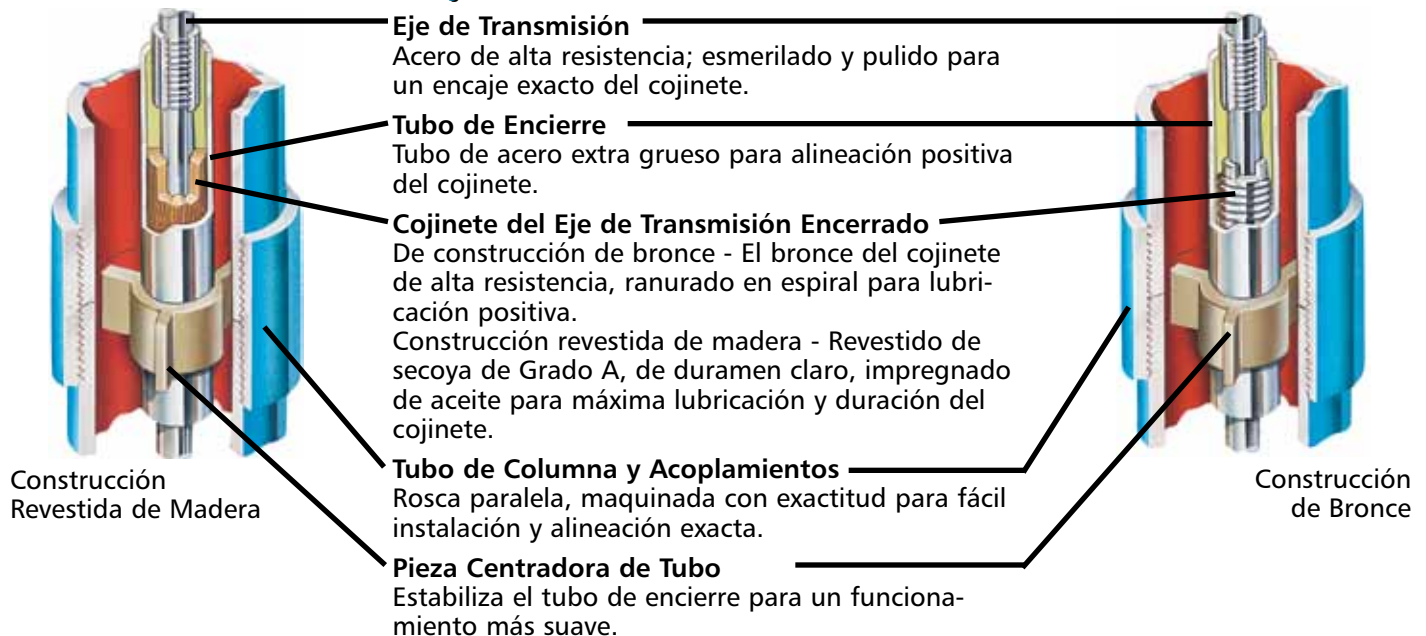 Eje de Transmisión
Acero de alta resistencia; esmerilado y pulido para
un encaje exacto del cojinete.
Tubo de Encierre
Tubo de acero extra grueso para alineación positiva
del cojinete.
Cojinete del Eje de Transmisión Encerrado
De construcción de bronce - El bronce del cojinete
de alta resistencia, ranurado en espiral para lubri-
cación positiva.
Construcción revestida de madera - Revestido de
secoya de Grado A, de duramen claro, impregnado
de aceite para máxima lubricación y duración del
cojinete.
Tubo de Columna y Acoplamientos
Rosca paralela, maquinada con exactitud para fácil
instalación y alineación exacta.
Pieza Centradora de Tubo
Estabiliza el tubo de encierre para un funciona-
miento más suave.
Construcción
Revestida de Madera
Construcción
de Bronce